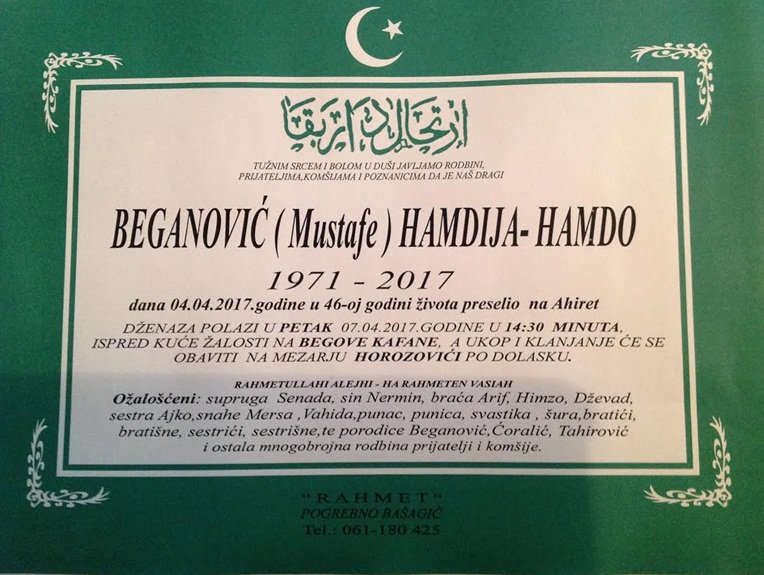 ارتحال دار بقا
TUŽNIM SRCEM I BOLOM U DUŠI JAVLJAMO RODBINI,
PRIJATELJIMA,KOMŠIJAMA I POZNANICIMA DA JE NAŠ DRAGI
BEGANOVIĆ ( Mustafe ) HAMDIJA- HAMDO
1971 - 2017
dana 04.04.2017.godine u 46-oj godini života preselio na Ahiret
DŽENAZA POLAZI U PETAK 07.04.2017.GODINE U 14:30 MINUTA,
ISPRED KUĆE ŽALOSTI NA BEGOVE KAFANE, A UKOP I KLANJANJE ĆE SE
OBAVITI NA MEZARJU HOROZOVIĆI PO DOLASKU.
RAHMETULLAHI ALEJHI - HA RAHMETEN VASIAH
Ožalošćeni: supruga Senada, sin Nermin, braća Arif, Himzo, Dževad,
sestra Ajko,snahe Mersa ,Vahida,punac, punica, svastika , šura,bratići,
bratišne, sestrići, sestrišne,te porodice Beganović,Ćoralić, Tahirović
i ostala mnogobrojna rodbina prijatelji i komšije.
"RAHMET"
POGREBNO BAŠAGIĆ
Tel.: 061-180 425